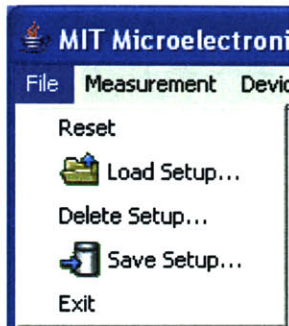 MIT Microelectroni
File Measurement Devic
Reset
Load Setup...
Delete Setup...
Save Setup...
Exit